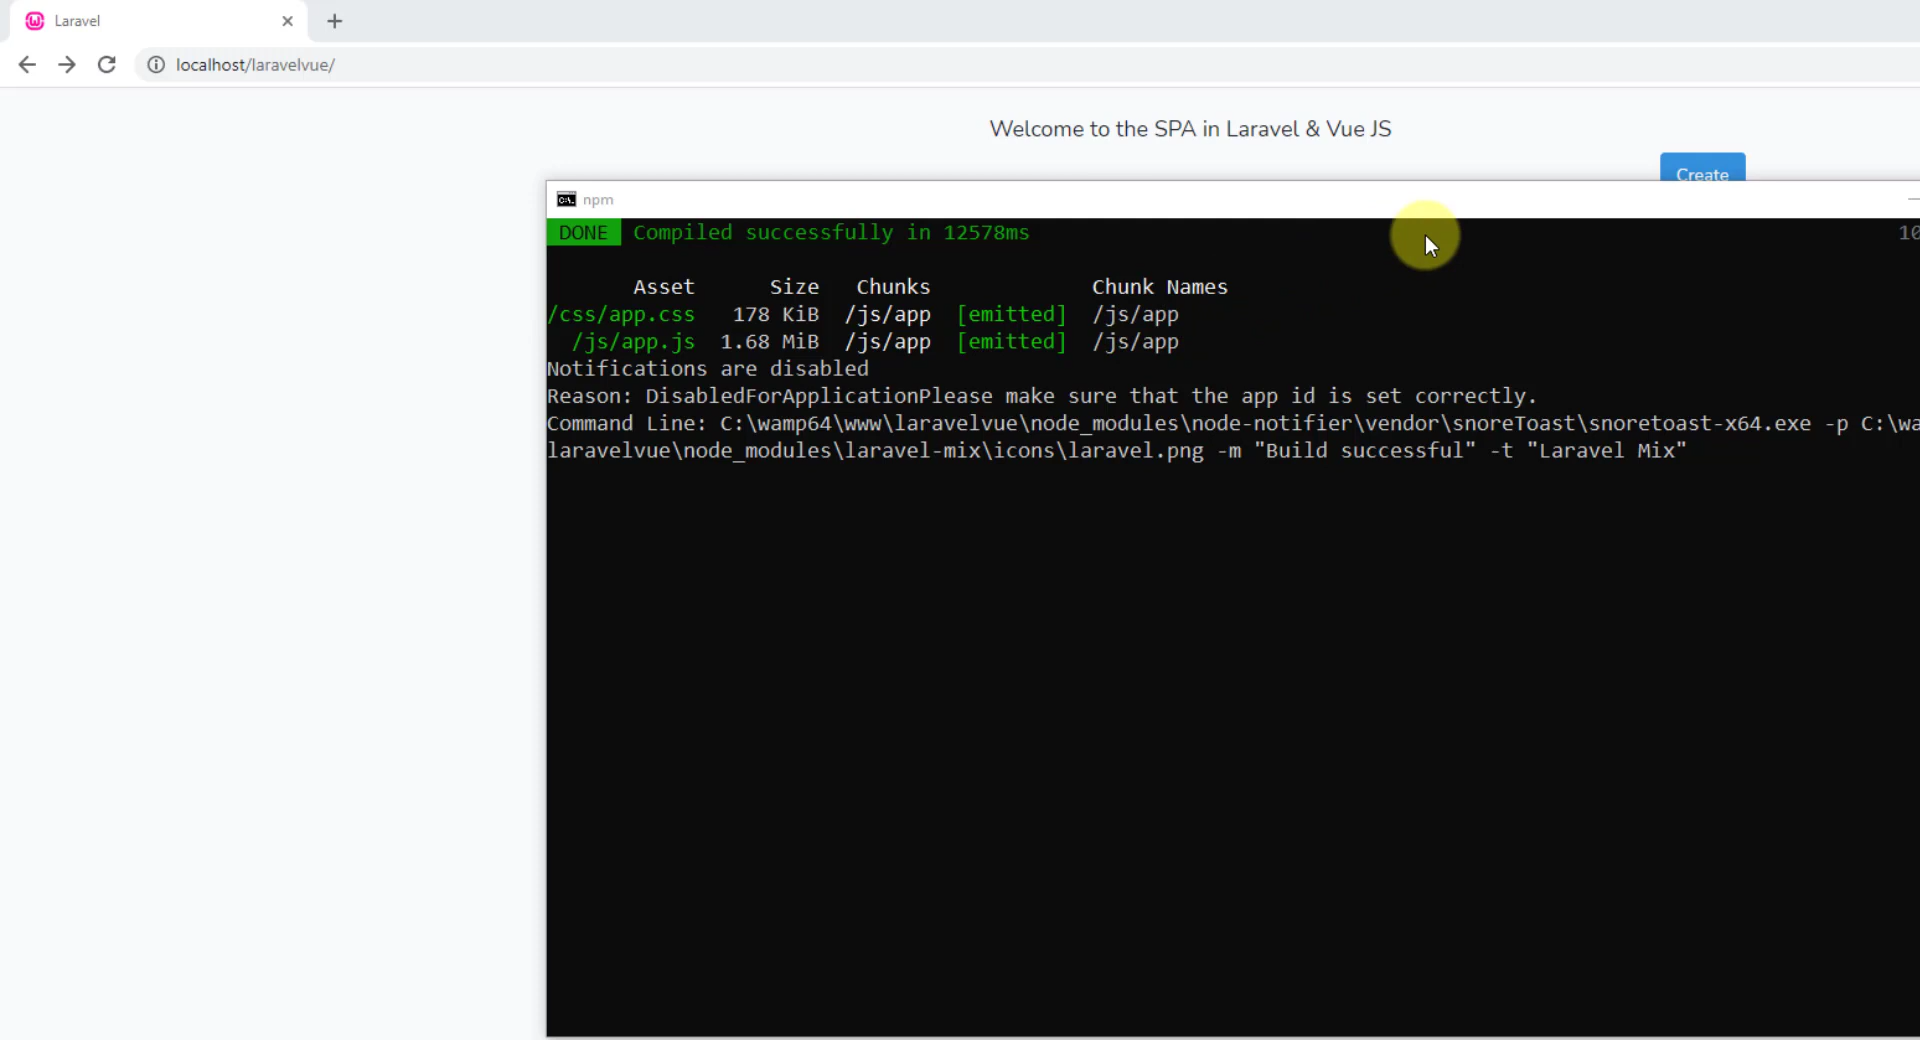 Laravel
localhost/laravelvue/
Welcome to the SPA in Laravel & Vue JS
Create
npm
DONE Compiled successfully in 12578ms 10
Asset Size Chunks Chunk Names
/css/app.css 178 KiB /js/app [emitted] /js/app
/js/app.js 1.68 MiB /js/app [emitted] /js/app
Notifications are disabled
Reason: DisabledForApplicationPlease make sure that the app id is set correctly.
Command Line: C:\wamp64\www\laravelvue\node_modules\node-notifier\vendor\snoreToast\snoretoast-x64.exe -p C:\wa
laravelvue\node_modules\laravel-mix\icons\laravel.png -m "Build successful" -t "Laravel Mix"